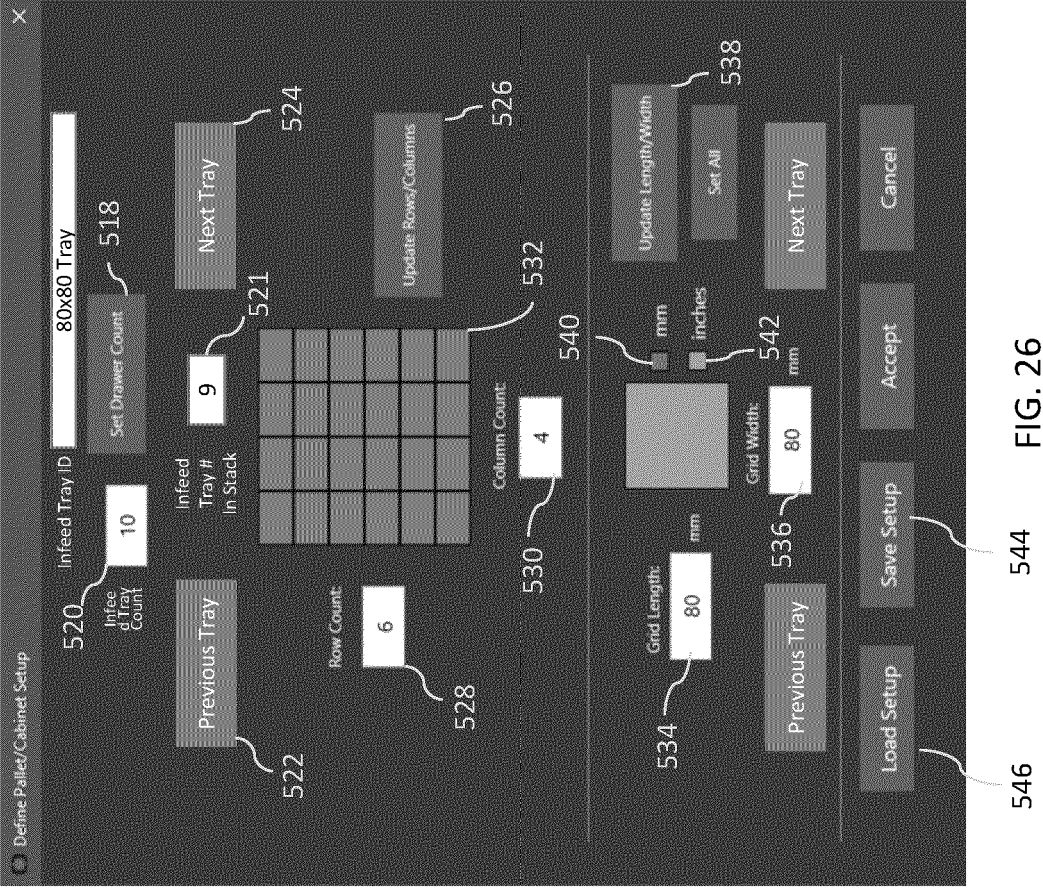 Define Pallet/Cabinet Setup
×
Infeed Tray ID
80x80 Tray
520
Infee
d Tray
Count
10
Set Drawer Count
518
Previous Tray
522
Infeed
Tray #
In Stack
9
521
Next Tray
524
Row Count:
6
528
532
Update Rows/Columns
526
Column Count:
4
530
Grid Length:
80
mm
534
540
mm
inches
542
Update Length/Width
538
Set All
Grid Width:
80
mm
536
Previous Tray
Next Tray
Load Setup
Save Setup
Accept
Cancel
546
544
FIG. 26